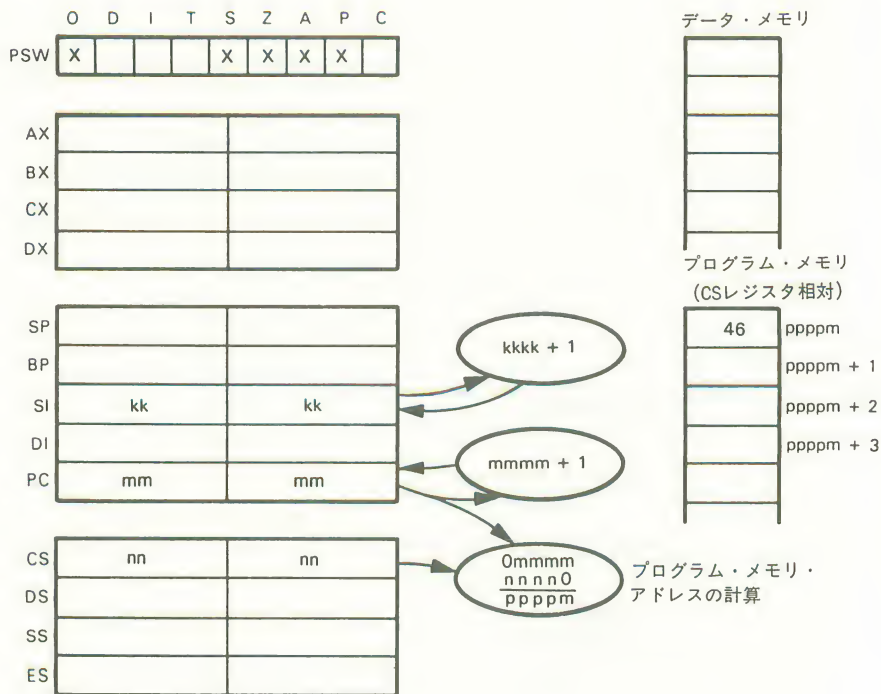 O D I T S Z A P C
PSW X X X X X
AX
BX
CX
DX
SP
BP
SI kk kk
DI
PC mm mm
CS nn nn
DS
SS
ES
kkkk + 1
mmmm + 1
0mmmm
nnnn0
ppppm
プログラム・メモリ・
アドレスの計算
データ・メモリ
プログラム・メモリ
(CSレジスタ相対)
46 ppppm
ppppm + 1
ppppm + 2
ppppm + 3